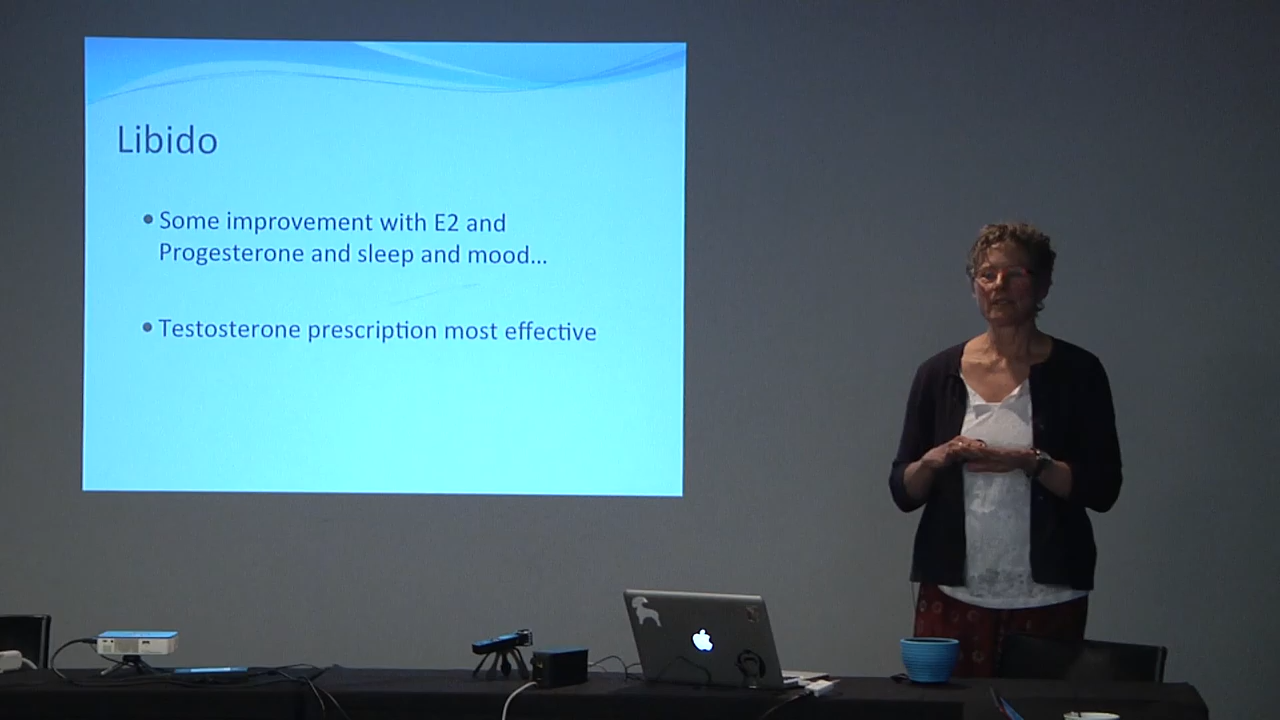 Libido
• Some improvement with E2 and
Progesterone and sleep and mood...
• Testosterone prescription most effective